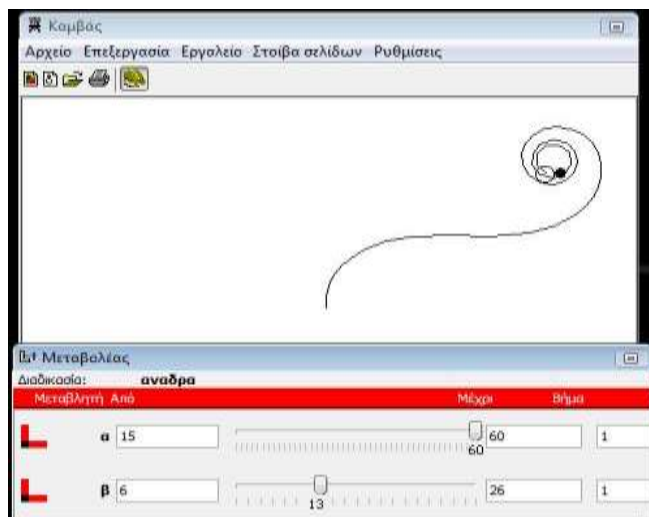 Καμβάς
Αρχείο Επεξεργασία Εργαλείο Στοίβα σελίδων Ρυθμίσεις
Μεταβολέας
Διαδικασία: αναδρα
Μεταβλητή Από Μέχρι Βήμα
α 15 60 60 1
β 6 13 26 1